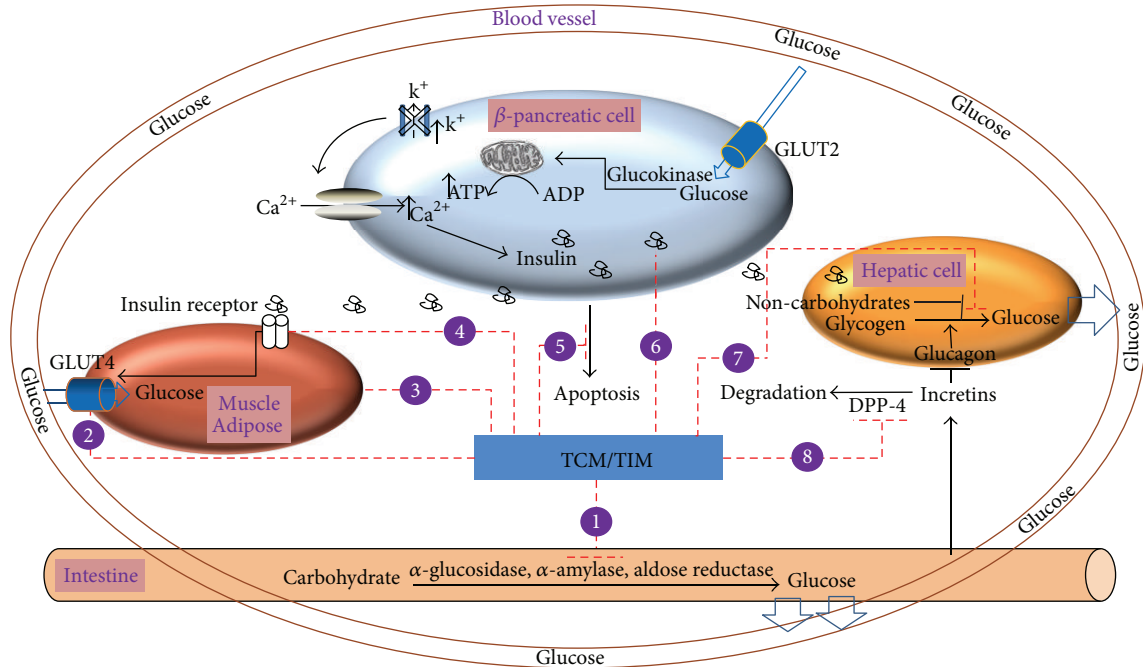 Blood vessel
Glucose
Glucose
Glucose
k⁺
k⁺
β-pancreatic cell
GLUT2
Glucokinase
Glucose
ATP
ADP
Ca²⁺
Ca²⁺
Insulin
Hepatic cell
Non-carbohydrates
Glycogen
Glucose
Glucose
Glucagon
Insulin receptor
4
5
6
7
GLUT4
Glucose
Glucose
Muscle
Adipose
3
Apoptosis
Degradation
Incretins
DPP-4
2
TCM/TIM
8
1
Glucose
Intestine
Carbohydrate
α-glucosidase, α-amylase, aldose reductase
Glucose
Glucose